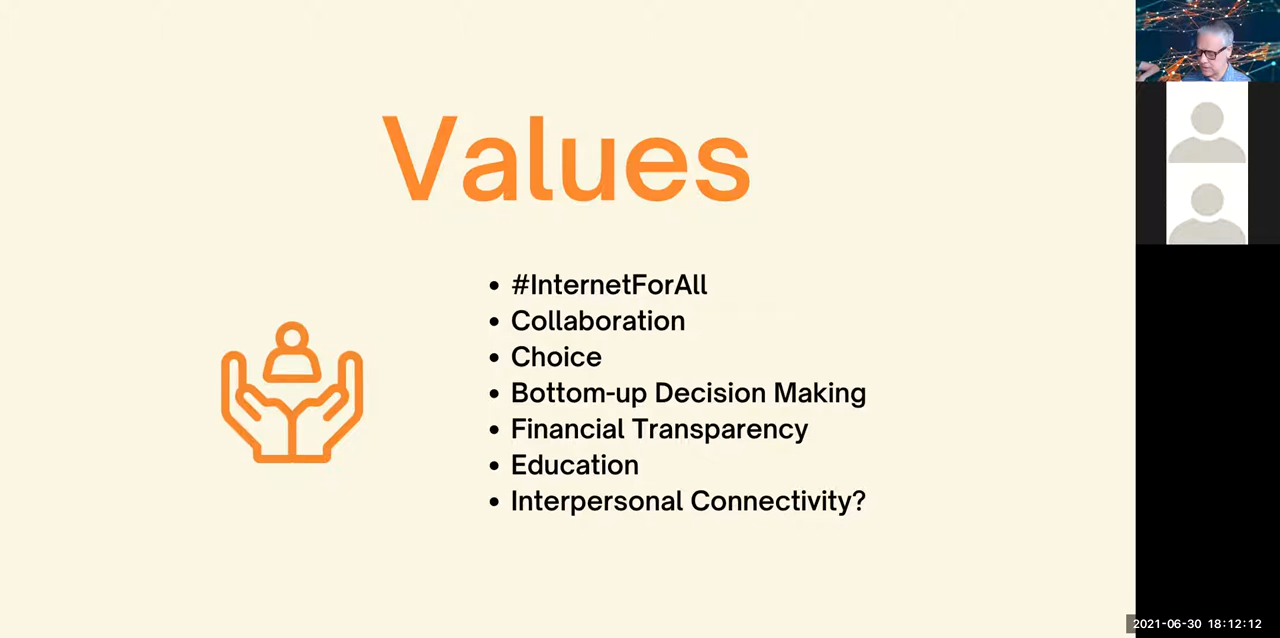 Values
• #InternetForAll
• Collaboration
• Choice
• Bottom-up Decision Making
• Financial Transparency
• Education
• Interpersonal Connectivity?
2021-06-30 18:12:12